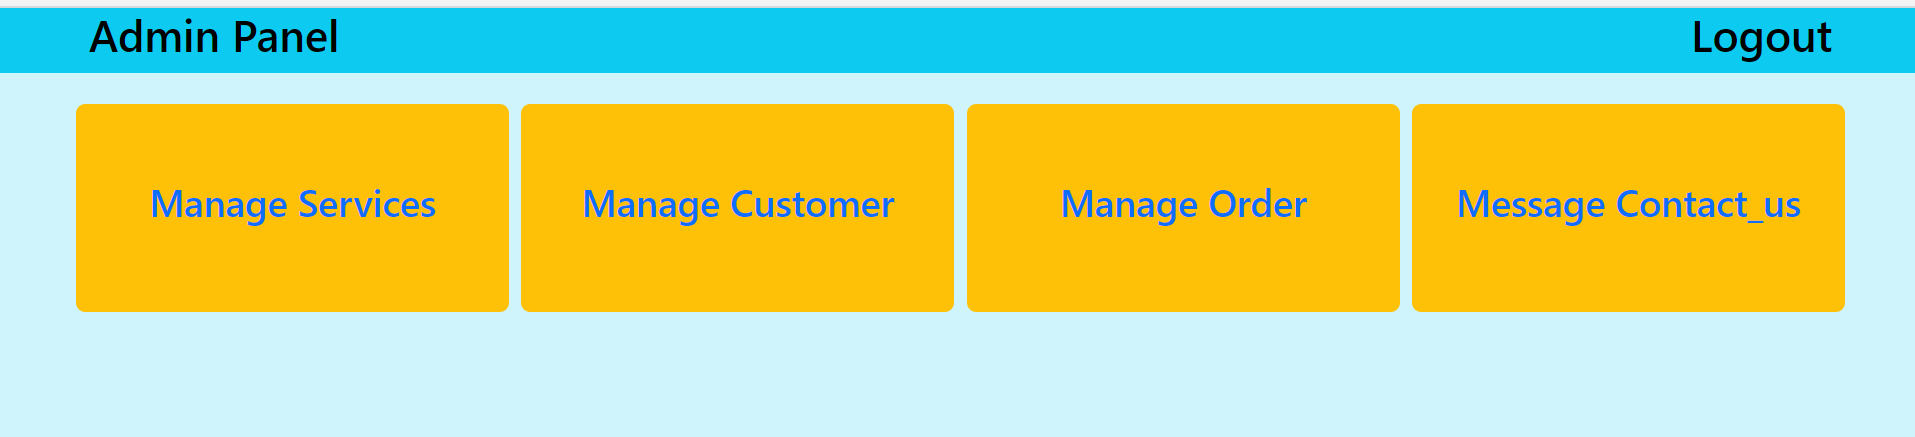 Admin Panel
Logout
Manage Services
Manage Customer
Manage Order
Message Contact_us